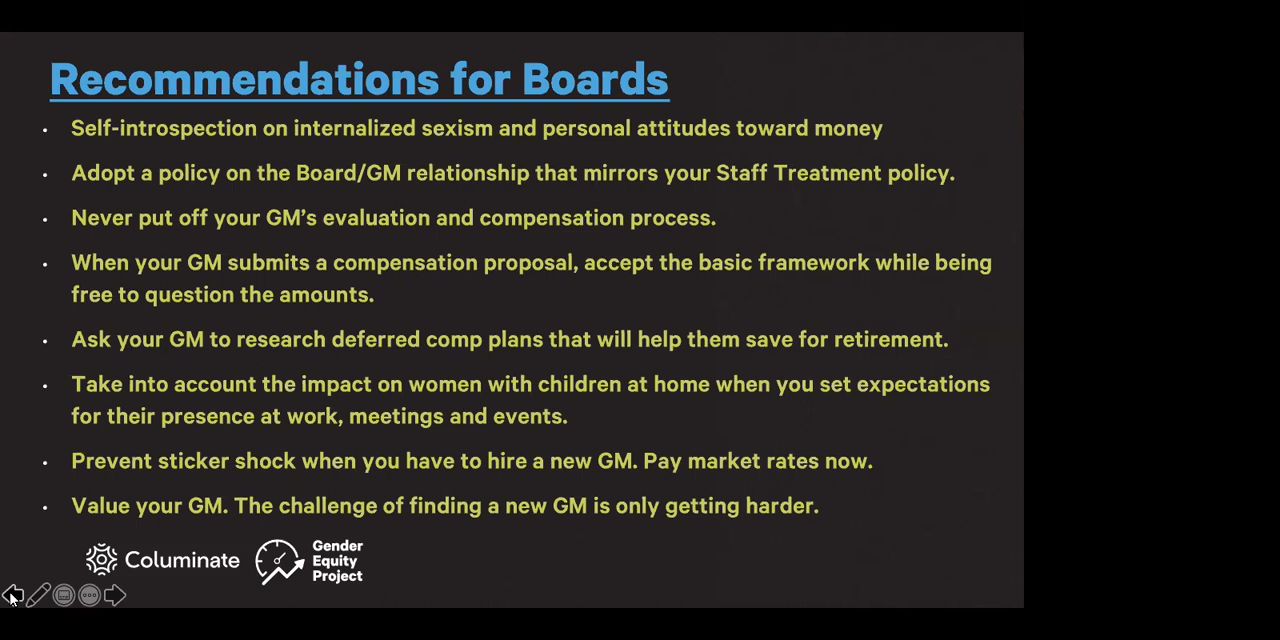 Recommendations for Boards
• Self-introspection on internalized sexism and personal attitudes toward money
• Adopt a policy on the Board/GM relationship that mirrors your Staff Treatment policy.
• Never put off your GM’s evaluation and compensation process.
• When your GM submits a compensation proposal, accept the basic framework while being
free to question the amounts.
• Ask your GM to research deferred comp plans that will help them save for retirement.
• Take into account the impact on women with children at home when you set expectations
for their presence at work, meetings and events.
• Prevent sticker shock when you have to hire a new GM. Pay market rates now.
• Value your GM. The challenge of finding a new GM is only getting harder.
Columinate
Gender
Equity
Project